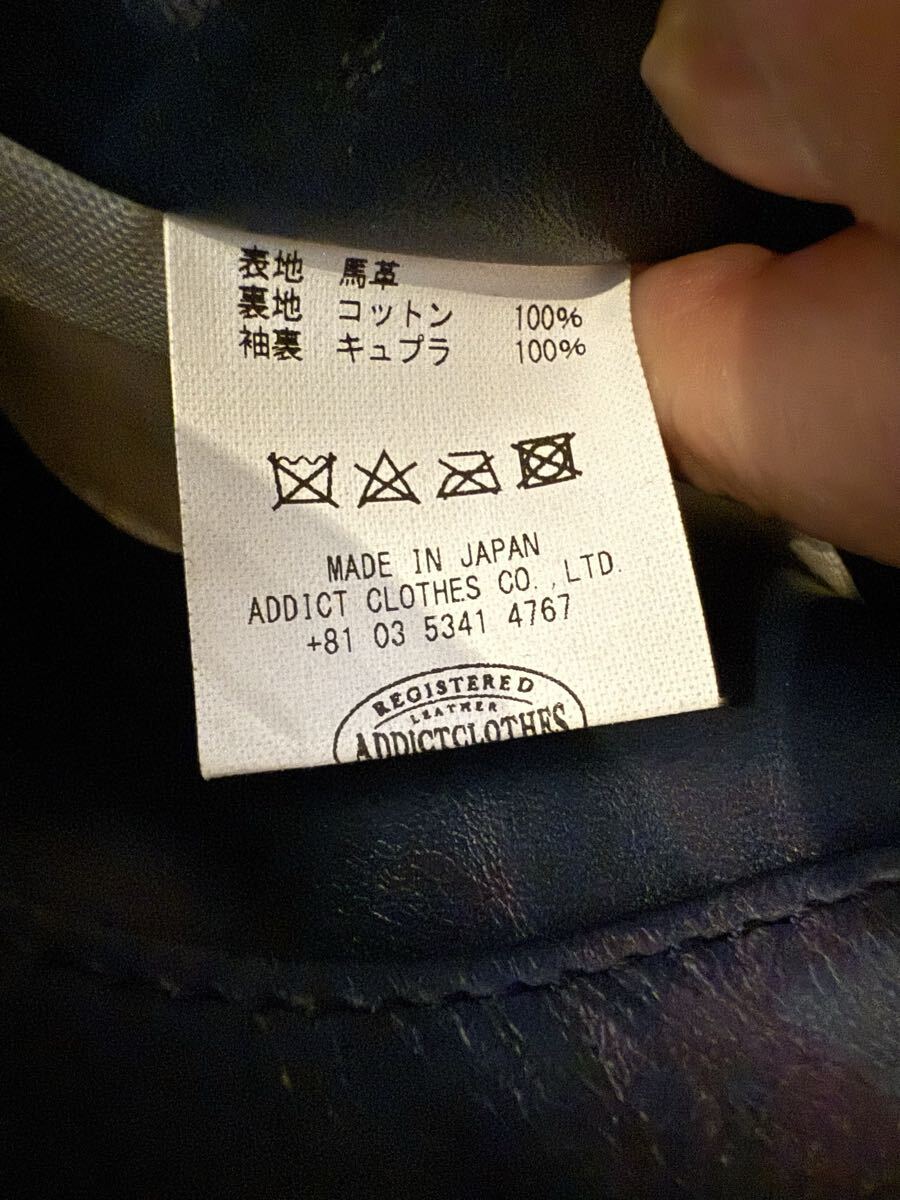 表地 馬革
裏地 コットン 100%
袖裏 キュプラ 100%
MADE IN JAPAN
ADDICT CLOTHES CO.,LTD.
+81 03 5341 4767
REGISTERED
LEATHER
ADDICTCLOTHES